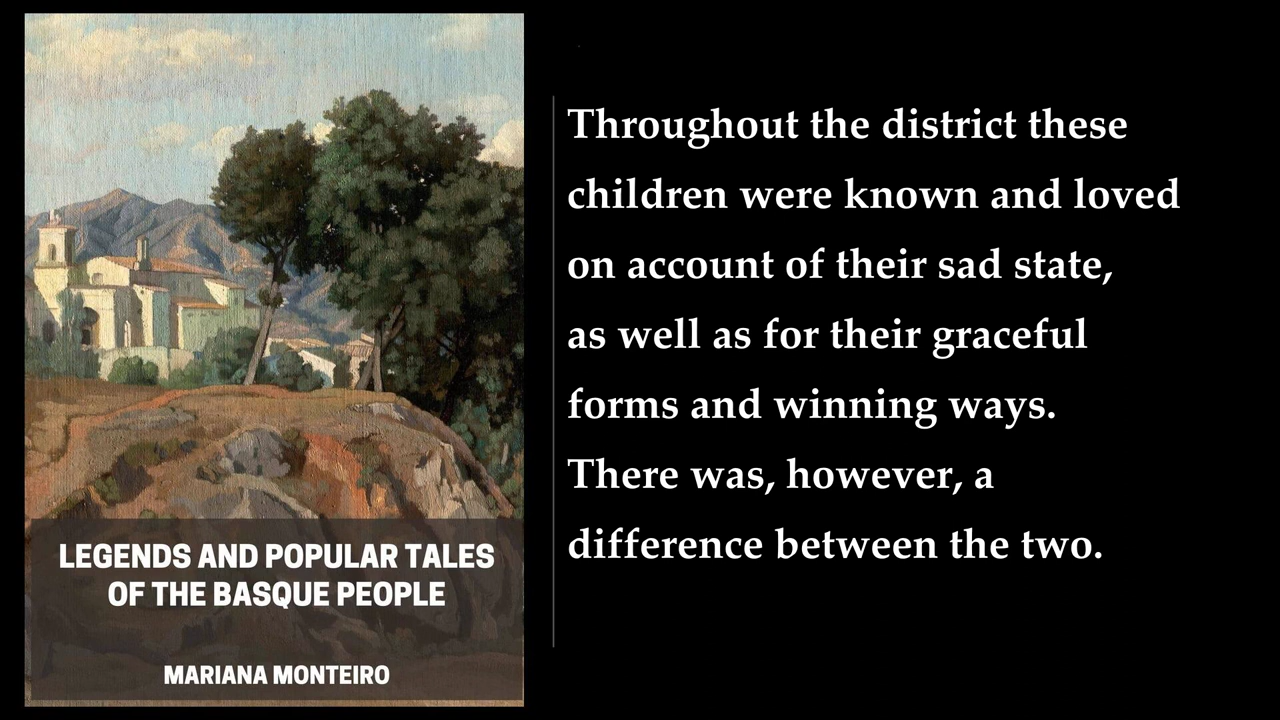 LEGENDS AND POPULAR TALES
OF THE BASQUE PEOPLE
MARIANA MONTEIRO
Throughout the district these
children were known and loved
on account of their sad state,
as well as for their graceful
forms and winning ways.
There was, however, a
difference between the two.